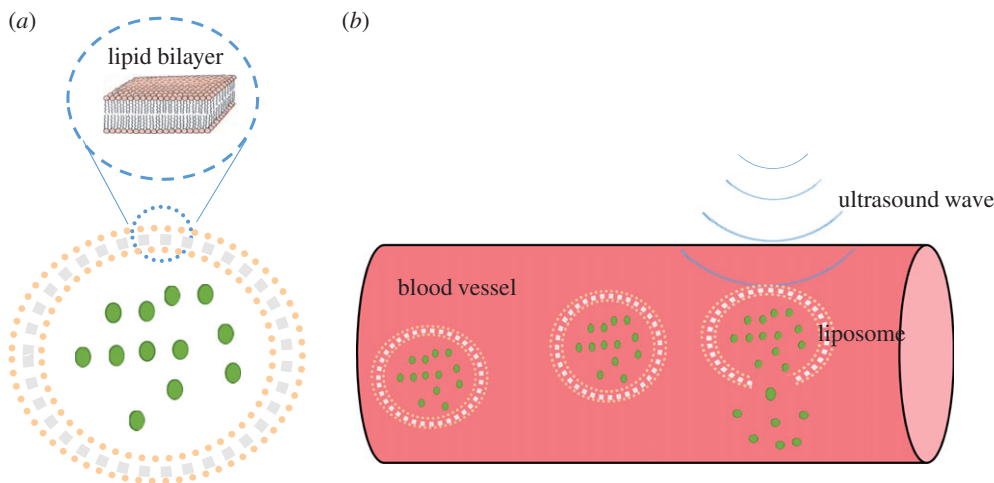 (a)
lipid bilayer
(b)
ultrasound wave
blood vessel
liposome